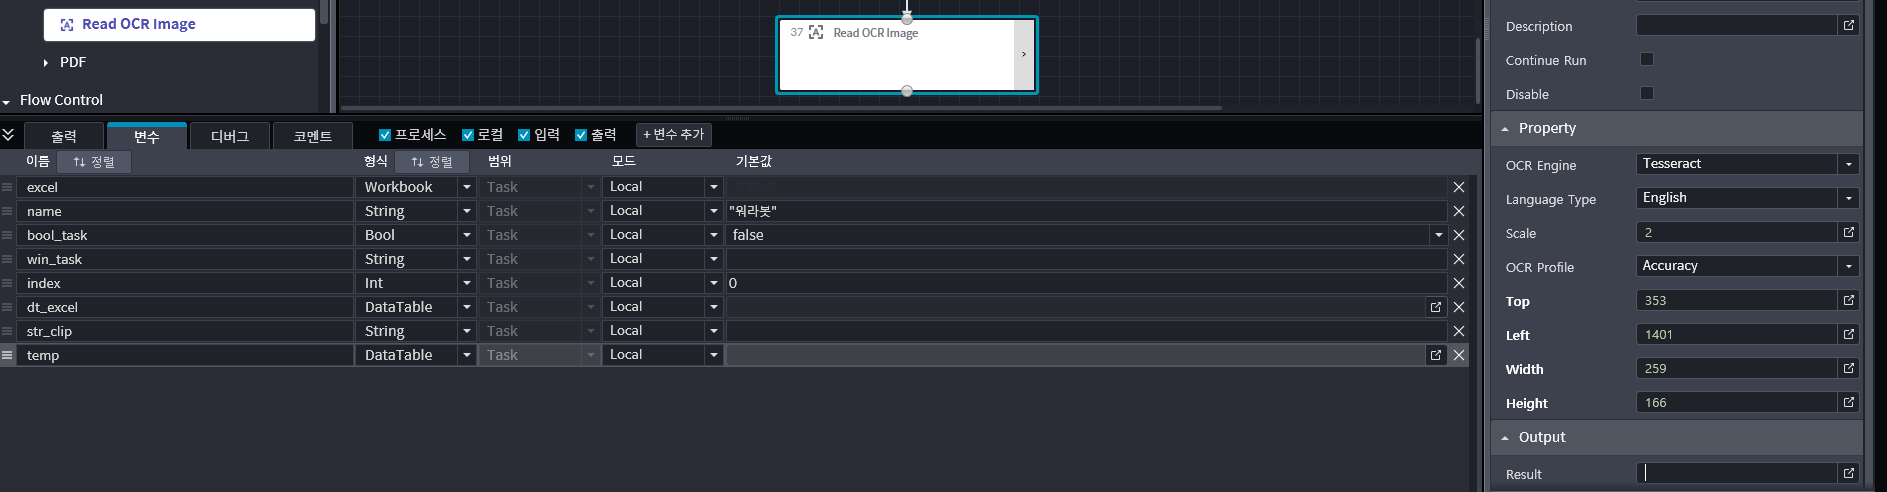 Read OCR Image
PDF
Flow Control
37 Read OCR Image
출력 변수 디버그 코멘트 프로세스 로컬 입력 출력 + 변수 추가
이름 정렬 형식 정렬 범위 모드 기본값
excel Workbook Task Local
name String Task Local "워라봇"
bool_task Bool Task Local false
win_task String Task Local
index Int Task Local 0
dt_excel DataTable Task Local
str_clip String Task Local
temp DataTable Task Local
Description
Continue Run
Disable
Property
OCR Engine Tesseract
Language Type English
Scale 2
OCR Profile Accuracy
Top 353
Left 1401
Width 259
Height 166
Output
Result